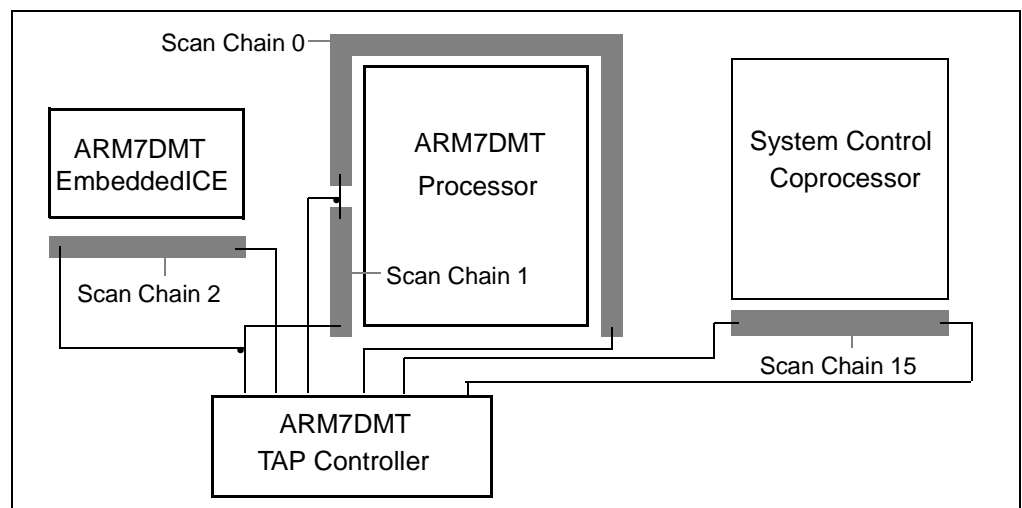 Scan Chain 0
ARM7DMT
EmbeddedICE
ARM7DMT
Processor
System Control
Coprocessor
Scan Chain 2
Scan Chain 1
Scan Chain 15
ARM7DMT
TAP Controller